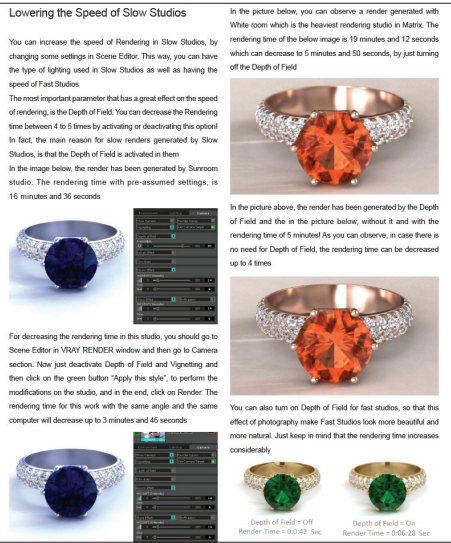 Lowering the Speed of Slow Studios
You can increase the speed of Rendering in Slow Studios, by
changing some settings in Scene Editor. This way, you can have
the type of lighting used in Slow Studios as well as having the
speed of Fast Studios
The most important parameter that has a great effect on the speed
of rendering, is the Depth of Field. You can decrease the Rendering
time between 4 to 5 times by activating or deactivating this option!
In fact, the main reason for slow renders generated by Slow
Studios, is that the Depth of Field is activated in them
In the image below, the render has been generated by Sunroom
studio. The rendering time with pre-assumed settings, is
16 minutes and 36 seconds
Lighting
Camera
For decreasing the rendering time in this studio, you should go to
Scene Editor in VRAY RENDER window and then go to Camera
section. Now just deactivate Depth of Field and Vignetting and
then click on the green button “Apply this style”, to perform the
modifications on the studio, and in the end, click on Render. The
rendering time for this work with the same angle and the same
computer will decrease up to 3 minutes and 46 seconds
Lighting
Camera
In the picture below, you can observe a render generated with
White room which is the heaviest rendering studio in Matrix. The
rendering time of the below image is 19 minutes and 12 seconds
which can decrease to 5 minutes and 50 seconds, by just turning
off the Depth of Field
In the picture above, the render has been generated by the Depth
of Field and the in the picture below, without it and with the
rendering time of 5 minutes! As you can observe, in case there is
no need for Depth of Field, the rendering time can be decreased
up to 4 times
You can also turn on Depth of Field for fast studios, so that this
effect of photography make Fast Studios look more beautiful and
more natural. Just keep in mind that the rendering time increases
considerably
Depth of Field = Off
Render Time = 0:0:42 Sec
Depth of Field = On
Render Time = 0:06:28 Sec